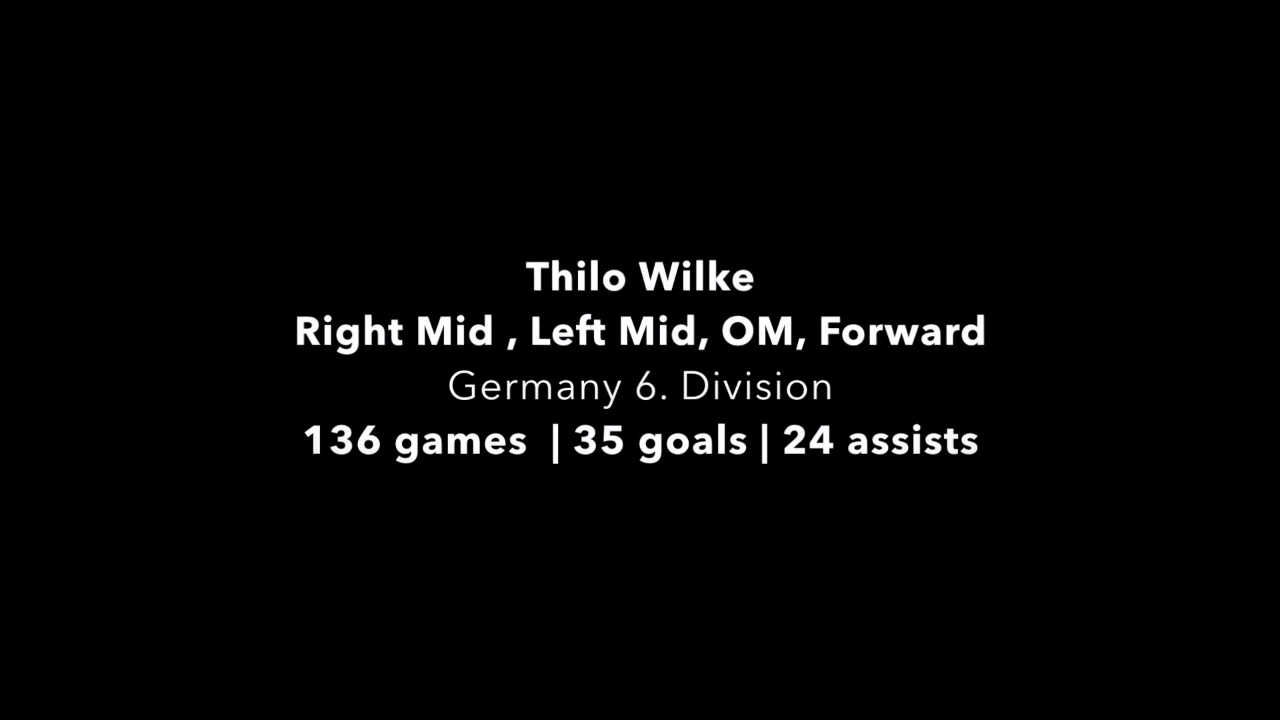 Thilo Wilke
Right Mid , Left Mid, OM, Forward
Germany 6. Division
136 games | 35 goals | 24 assists